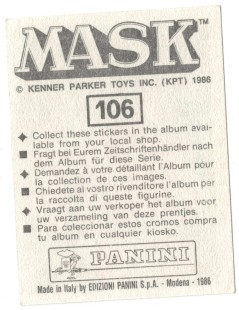 MASK™
© KENNER PARKER TOYS INC. (KPT) 1986
106
◆ Collect these stickers in the album avai-
lable from your local shop.
■ Fragt bei Eurem Zeitschriftenhändler nach
dem Album für diese Serie.
◆ Demandez à votre détaillant l'Album pour
la collection de ces images.
■ Chiedete al vostro rivenditore l'album per
la raccolta di queste figurine.
◆ Vraagt aan uw verkoper het album voor
uw verzameling van deze prentjes.
■ Para coleccionar estos cromos compra
tu album en cualquier kiosko.
PANINI
Made in Italy by EDIZIONI PANINI S.p.A. - Modena - 1986